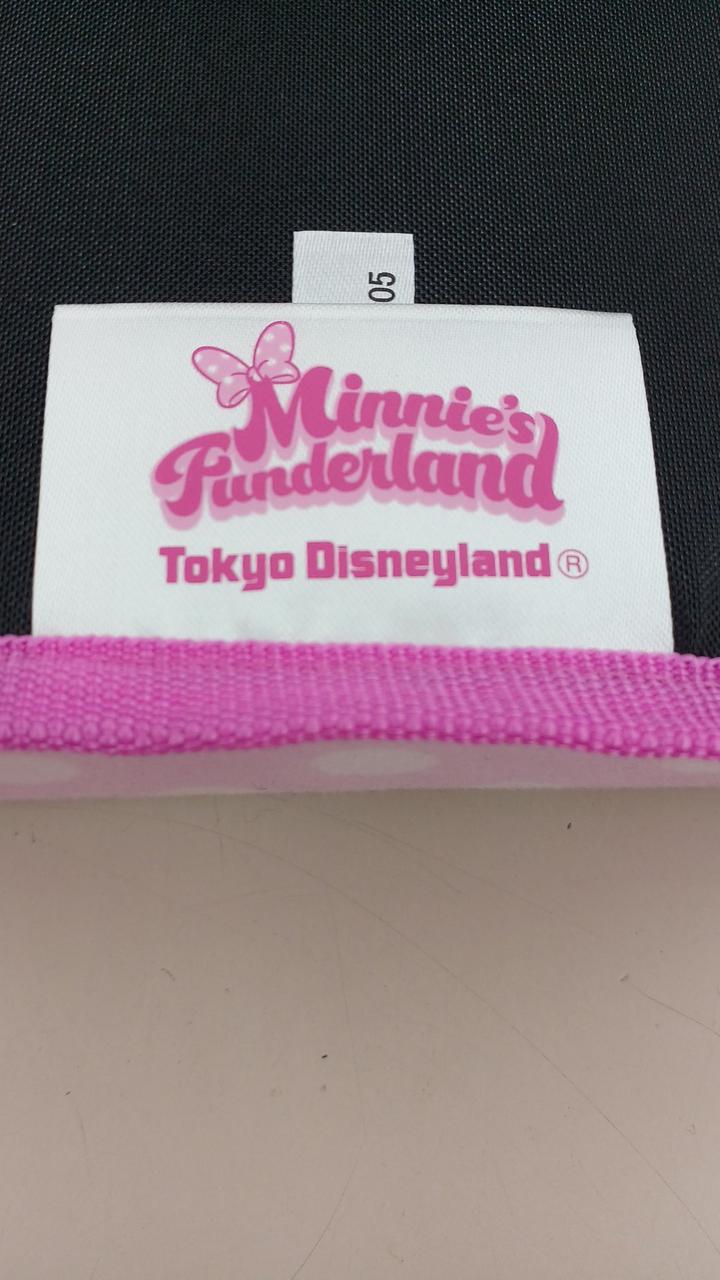 05
Minnie's
Funderland
Tokyo Disneyland®